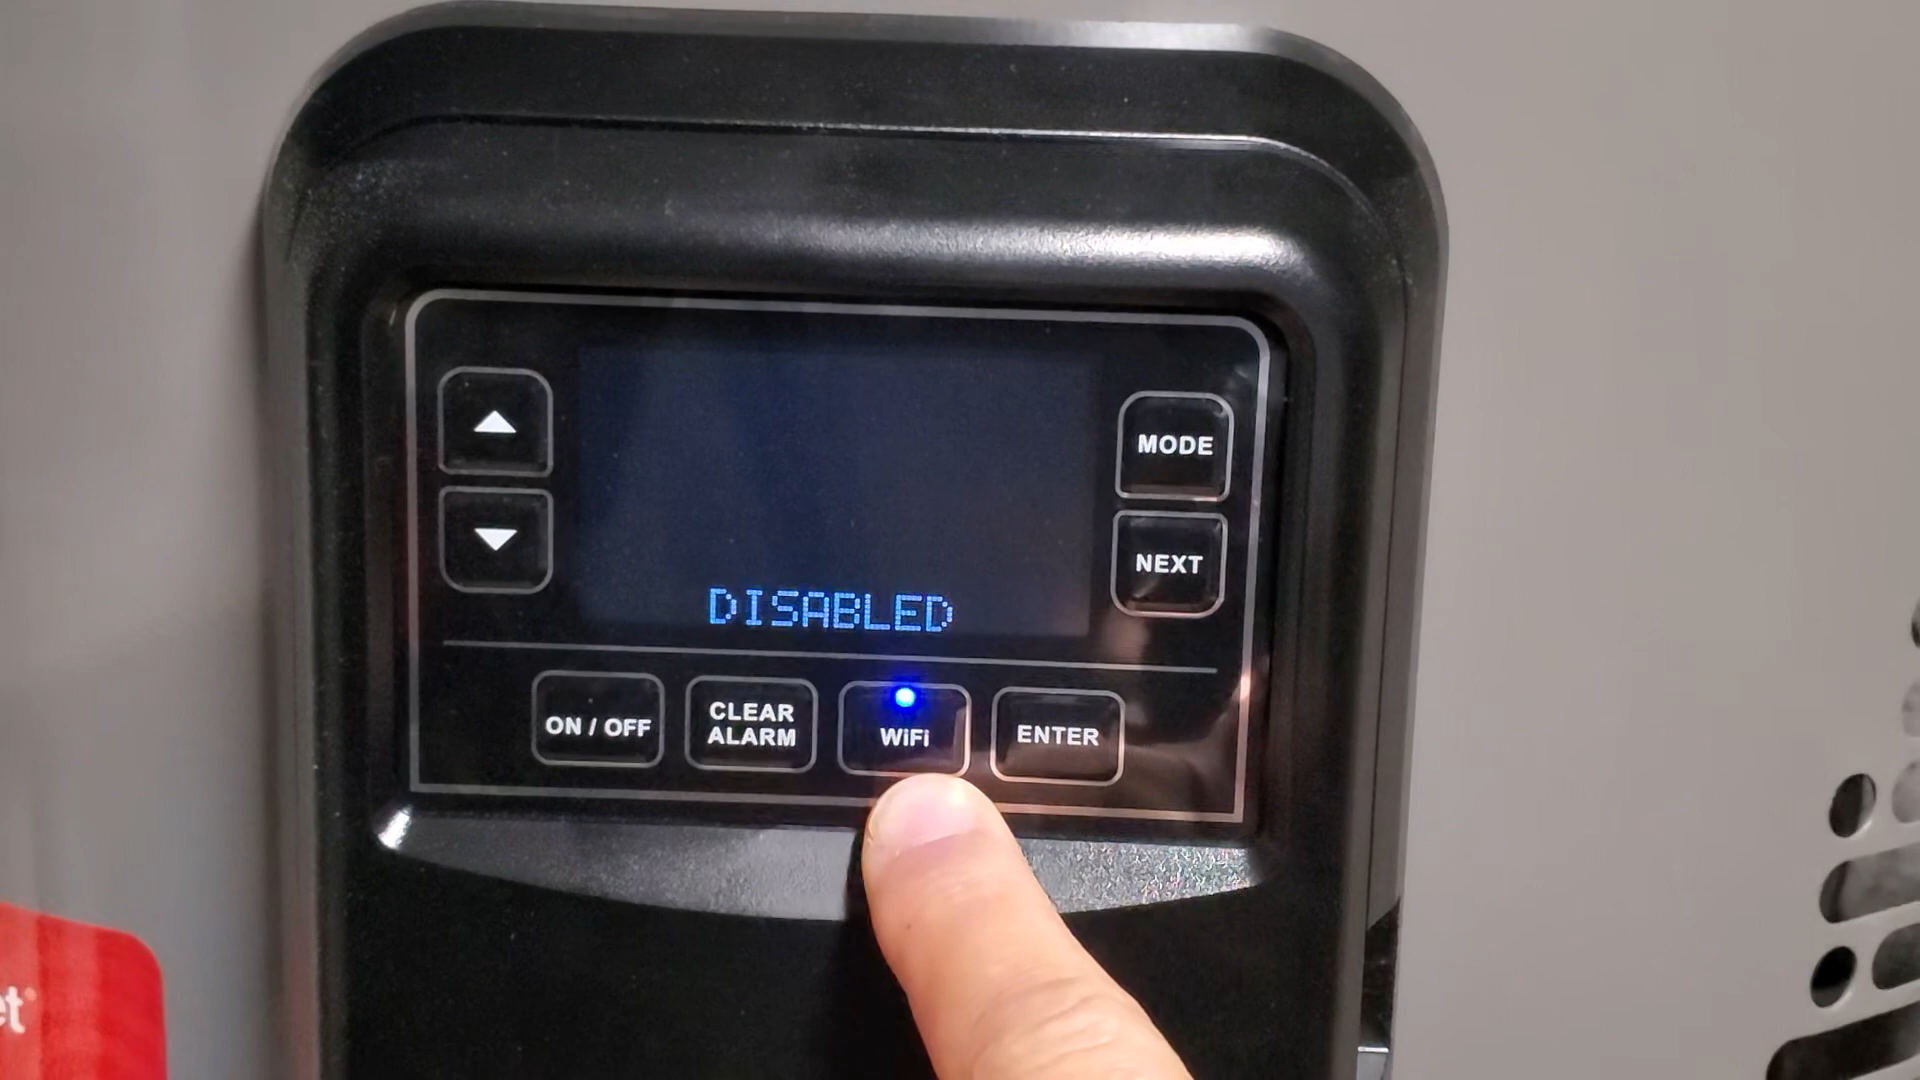 MODE
NEXT
DISABLED
ON / OFF
CLEAR
ALARM
WiFi
ENTER